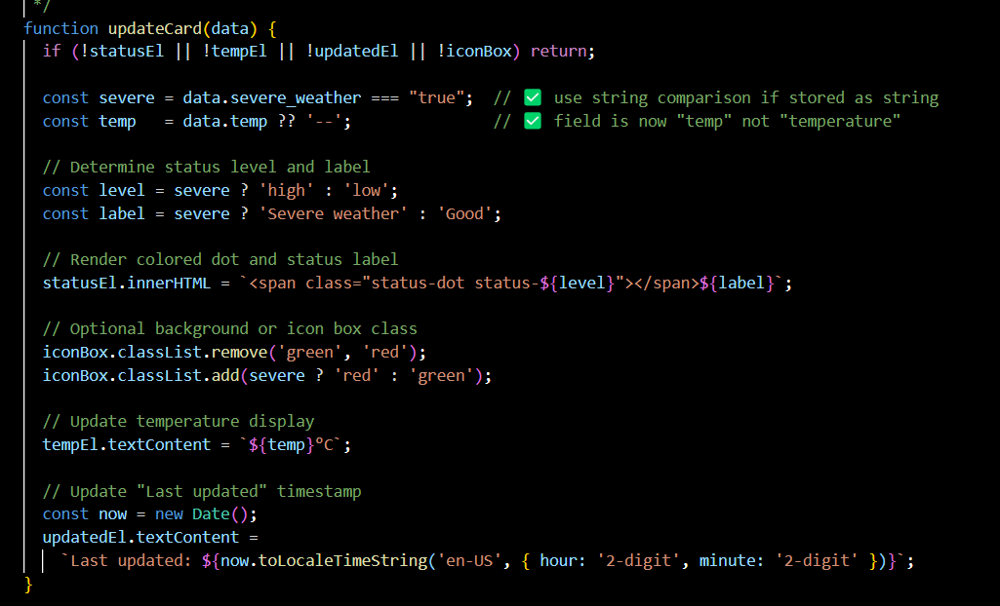 */
function updateCard(data) {
  if (!statusEl || !tempEl || !updatedEl || !iconBox) return;

  const severe = data.severe_weather === "true";  // ✅ use string comparison if stored as string
  const temp   = data.temp ?? '--';               // ✅ field is now "temp" not "temperature"

  // Determine status level and label
  const level = severe ? 'high' : 'low';
  const label = severe ? 'Severe weather' : 'Good';

  // Render colored dot and status label
  statusEl.innerHTML = `<span class="status-dot status-${level}"></span>${label}`;

  // Optional background or icon box class
  iconBox.classList.remove('green', 'red');
  iconBox.classList.add(severe ? 'red' : 'green');

  // Update temperature display
  tempEl.textContent = `${temp}°C`;

  // Update "Last updated" timestamp
  const now = new Date();
  updatedEl.textContent =
    `Last updated: ${now.toLocaleTimeString('en-US', { hour: '2-digit', minute: '2-digit' })}`;
}